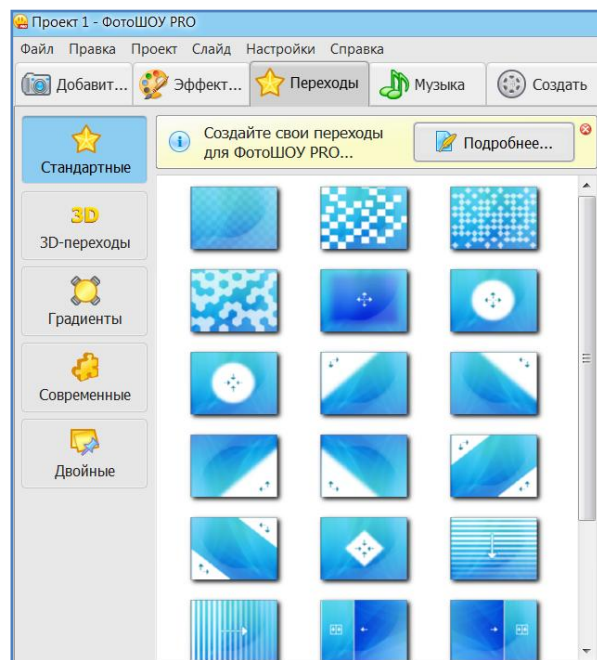 Проект 1 - ФотоШОУ PRO
Файл Правка Проект Слайд Настройки Справка
Добавит... Эффект... Переходы Музыка Создать
Создайте свои переходы
для ФотоШОУ PRO...
Подробнее...
Стандартные
3D
3D-переходы
Градиенты
Современные
Двойные